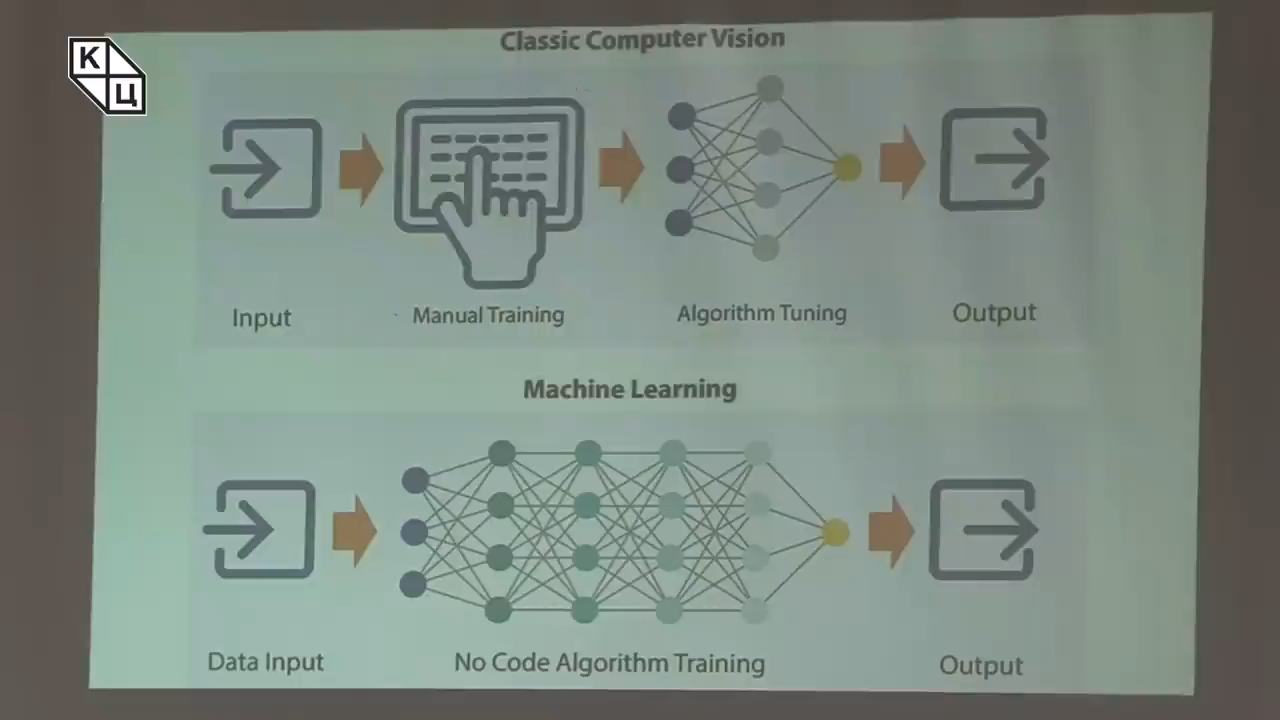 К
Ц
Classic Computer Vision
Input
Manual Training
Algorithm Tuning
Output
Machine Learning
Data Input
No Code Algorithm Training
Output